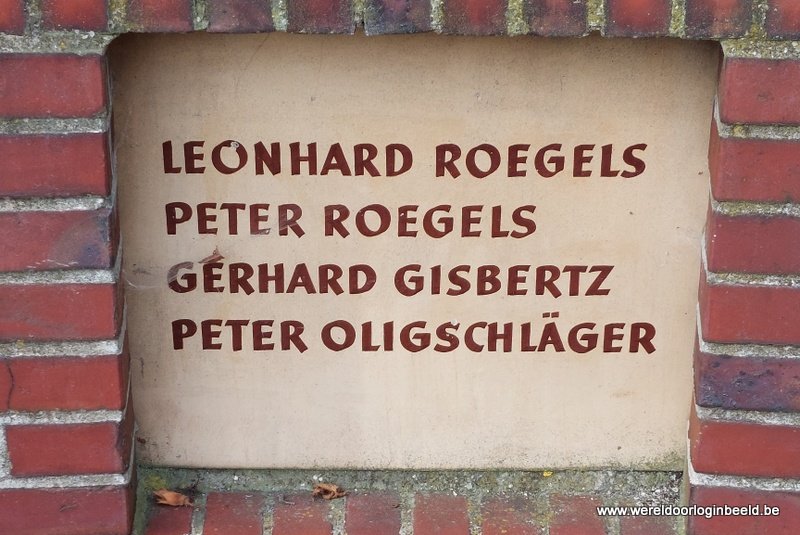 LEONHARD ROEGELS
PETER ROEGELS
GERHARD GISBERTZ
PETER OLIGSCHLÄGER
www.wereldoorloginbeeld.be